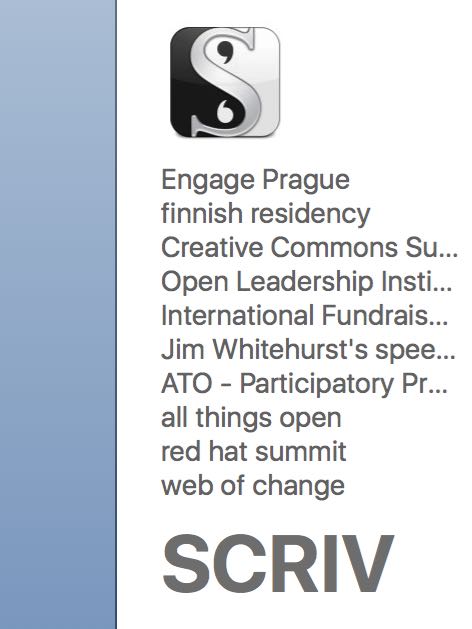 Engage Prague
finnish residency
Creative Commons Su...
Open Leadership Insti...
International Fundrais...
Jim Whitehurst's spee...
ATO - Participatory Pr...
all things open
red hat summit
web of change
SCRIV